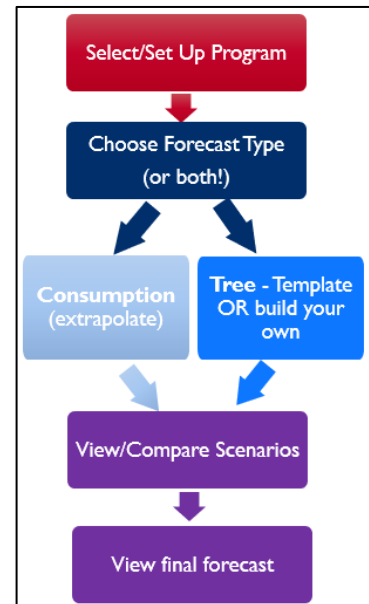 Select/Set Up Program
Choose Forecast Type
(or both!)
Consumption
(extrapolate)
Tree - Template
OR build your
own
View/Compare Scenarios
View final forecast